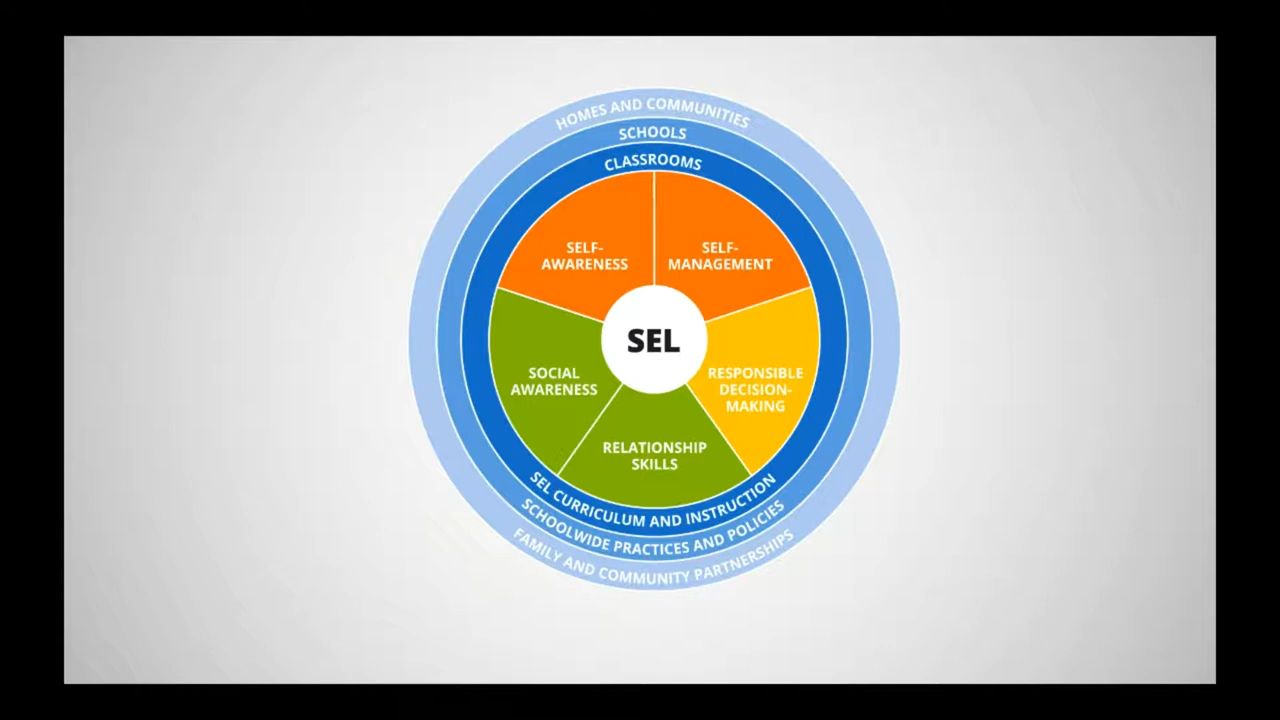 HOMES AND COMMUNITIES
SCHOOLS
CLASSROOMS
SELF-
AWARENESS
SELF-
MANAGEMENT
SEL
SOCIAL
AWARENESS
RESPONSIBLE
DECISION-
MAKING
RELATIONSHIP
SKILLS
SEL CURRICULUM AND INSTRUCTION
SCHOOLWIDE PRACTICES AND POLICIES
FAMILY AND COMMUNITY PARTNERSHIPS